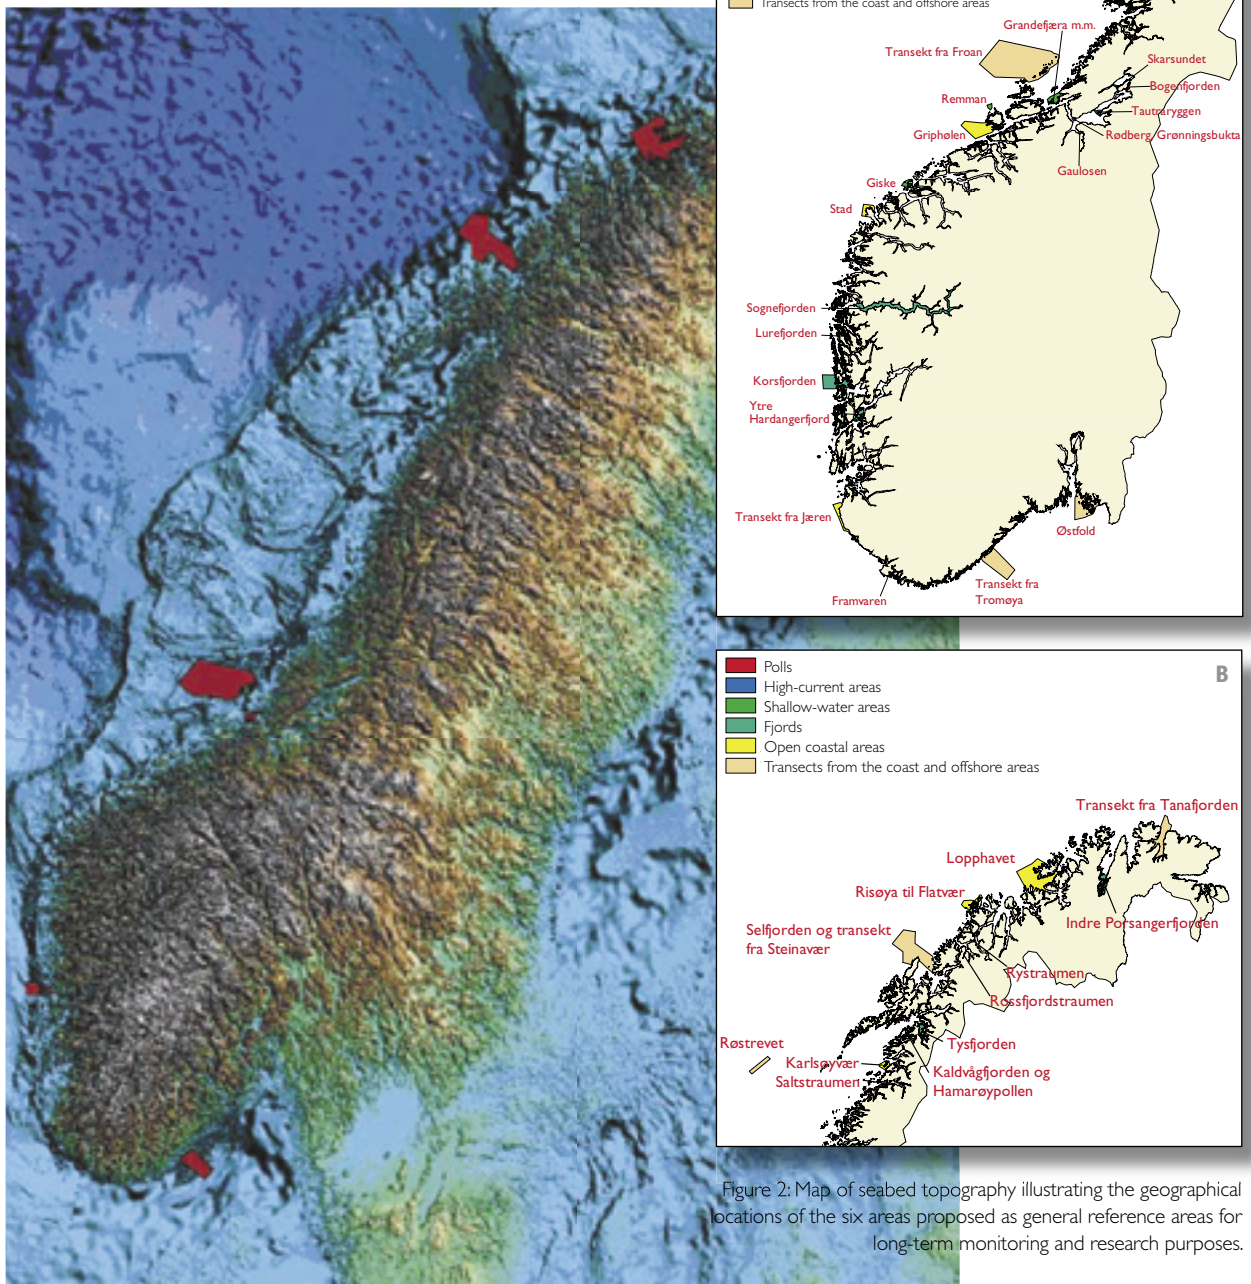 Transects from the coast and offshore areas
Grandefjæra m.m.
Transekt fra Froan
Skarsundet
Bogenfjorden
Remman
Tautraryggen
Griphølen
Rødberg, Grønningsbukta
Gaulosen
Giske
Stad
Sognefjorden
Lurefjorden
Korsfjorden
Ytre
Hardangerfjord
Transekt fra Jæren
Østfold
Transekt fra
Tromøya
Framvaren
B
Polls
High-current areas
Shallow-water areas
Fjords
Open coastal areas
Transects from the coast and offshore areas
Transekt fra Tanafjorden
Lopphavet
Risøya til Flatvær
Indre Porsangerfjorden
Selfjorden og transekt
fra Steinavær
Rystraumen
Rossfjordstraumen
Røstrevet
Tysfjorden
Karlsøyvær
Saltstraumen
Kaldvågfjorden og
Hamarøypollen
Figure 2: Map of seabed topography illustrating the geographical
locations of the six areas proposed as general reference areas for
long-term monitoring and research purposes.